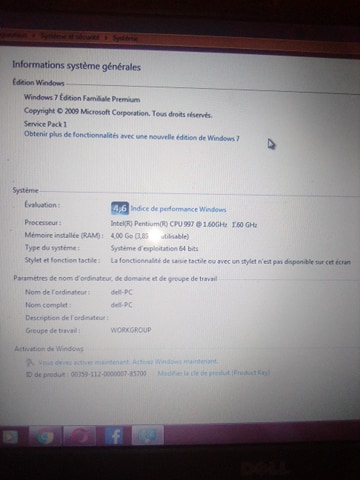 Système et sécurité ▸ Système
Informations système générales
Édition Windows
Windows 7 Édition Familiale Premium
Copyright © 2009 Microsoft Corporation. Tous droits réservés.
Service Pack 1
Obtenir plus de fonctionnalités avec une nouvelle édition de Windows 7
Système
Évaluation : 4,6 Indice de performance Windows
Processeur : Intel(R) Pentium(R) CPU 997 @ 1.60GHz 1.60 GHz
Mémoire installée (RAM) : 4,00 Go utilisable)
Type du système : Système d'exploitation 64 bits
Stylet et fonction tactile : La fonctionnalité de saisie tactile ou avec un stylet n'est pas disponible sur cet écran
Paramètres de nom d'ordinateur, de domaine et de groupe de travail
Nom de l'ordinateur : dell-PC
Nom complet : dell-PC
Description de l'ordinateur :
Groupe de travail : WORKGROUP
Activation de Windows
Vous devez activer maintenant. Activez Windows maintenant.
ID de produit : 00359-112-0000007-85700 Modifier la clé de produit (Product Key)
DELL